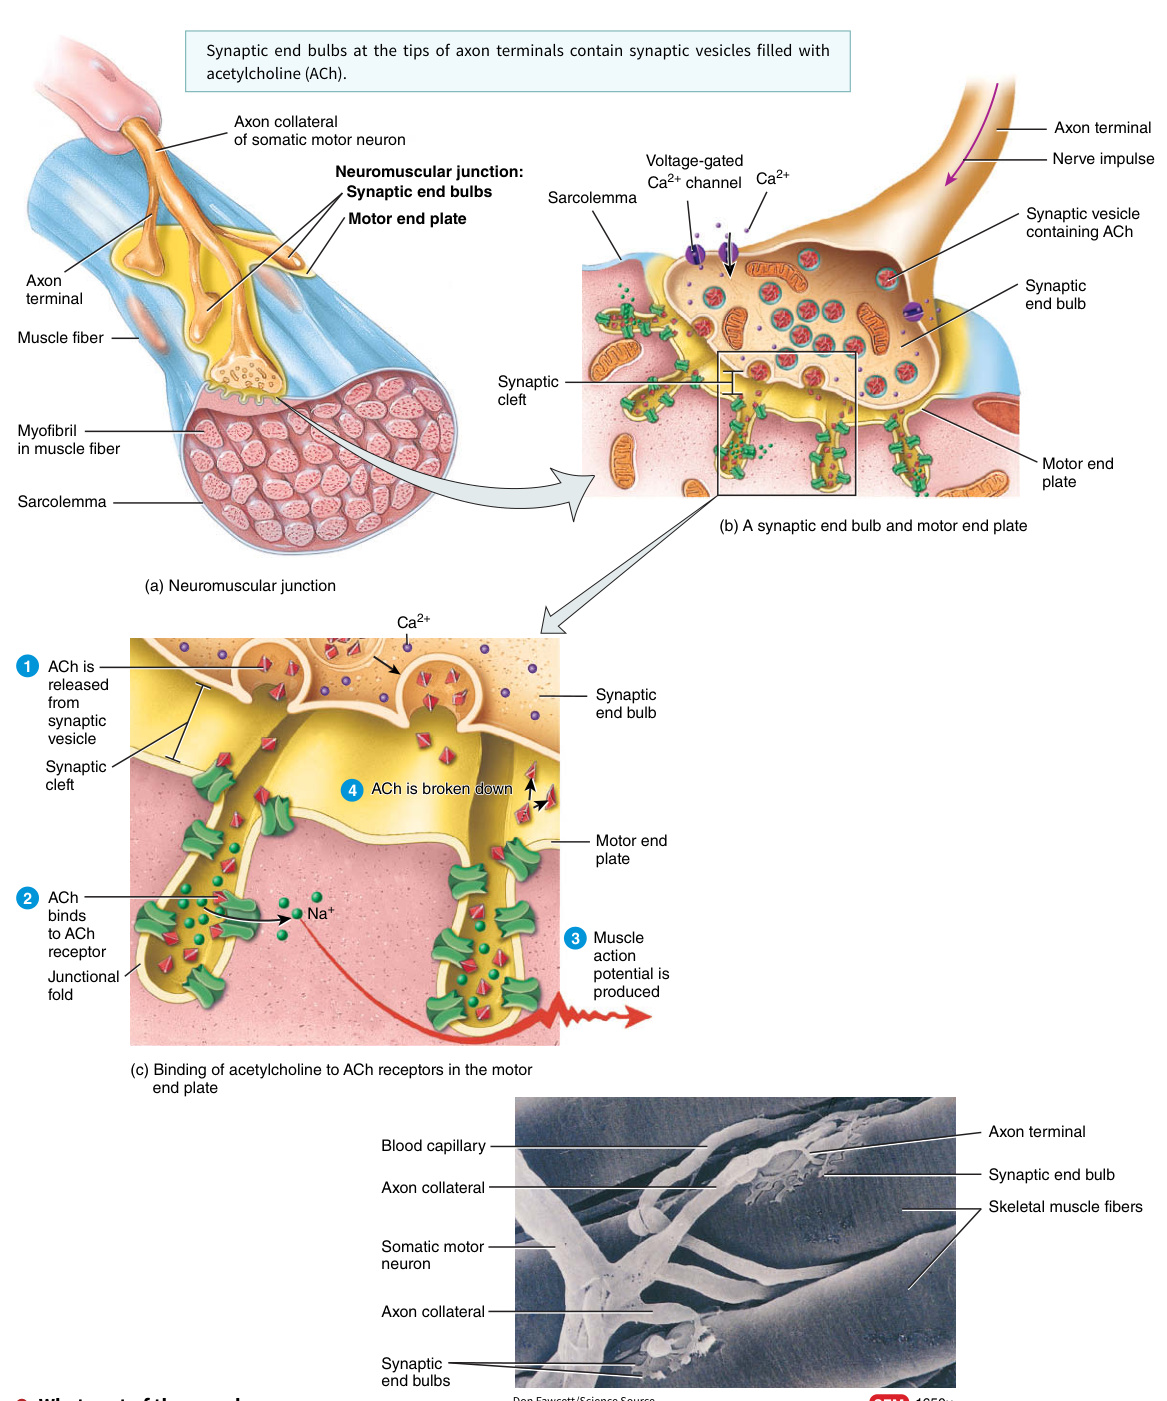 Synaptic end bulbs at the tips of axon terminals contain synaptic vesicles filled with
acetylcholine (ACh).
Axon collateral
of somatic motor neuron
Neuromuscular junction:
Synaptic end bulbs
Motor end plate
Axon
terminal
Muscle fiber
Myofibril
in muscle fiber
Sarcolemma
(a) Neuromuscular junction
Voltage-gated
Ca2+ channel
Ca2+
Sarcolemma
Axon terminal
Nerve impulse
Synaptic vesicle
containing ACh
Synaptic
end bulb
Synaptic
cleft
Motor end
plate
(b) A synaptic end bulb and motor end plate
Ca2+
1 ACh is
released
from
synaptic
vesicle
Synaptic
cleft
Synaptic
end bulb
4 ACh is broken down
Motor end
plate
2 ACh
binds
to ACh
receptor
Na+
Junctional
fold
3 Muscle
action
potential is
produced
(c) Binding of acetylcholine to ACh receptors in the motor
end plate
Blood capillary
Axon collateral
Somatic motor
neuron
Axon collateral
Synaptic
end bulbs
Axon terminal
Synaptic end bulb
Skeletal muscle fibers
Don Fawcett/Science Source